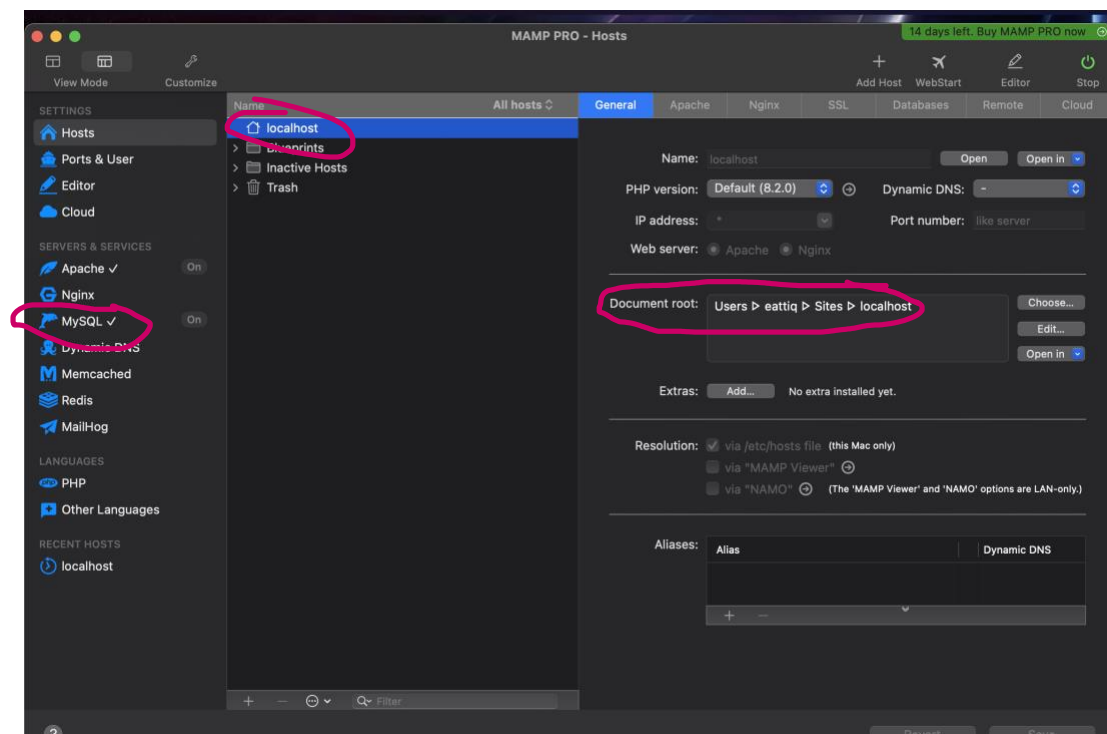 MAMP PRO - Hosts
14 days left. Buy MAMP PRO now
View Mode Customize
Add Host WebStart Editor Stop
SETTINGS
Hosts
Ports & User
Editor
Cloud
SERVERS & SERVICES
Apache ✓ On
Nginx
MySQL ✓ On
Dynamic DNS
Memcached
Redis
MailHog
LANGUAGES
PHP
Other Languages
RECENT HOSTS
localhost
Name All hosts
localhost
Blueprints
Inactive Hosts
Trash
Filter
General Apache Nginx SSL Databases Remote Cloud
Name: localhost Open Open in
PHP version: Default (8.2.0) Dynamic DNS: -
IP address: * Port number: like server
Web server: Apache Nginx
Document root: Users ▷ eattiq ▷ Sites ▷ localhost Choose...
Edit...
Open in
Extras: Add... No extra installed yet.
Resolution: via /etc/hosts file (this Mac only)
via "MAMP Viewer"
via "NAMO" (The 'MAMP Viewer' and 'NAMO' options are LAN-only.)
Aliases: Alias Dynamic DNS
Revert Save